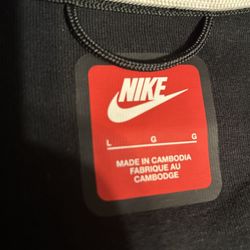 NIKE
L G G
MADE IN CAMBODIA
FABRIQUE AU
CAMBODGE